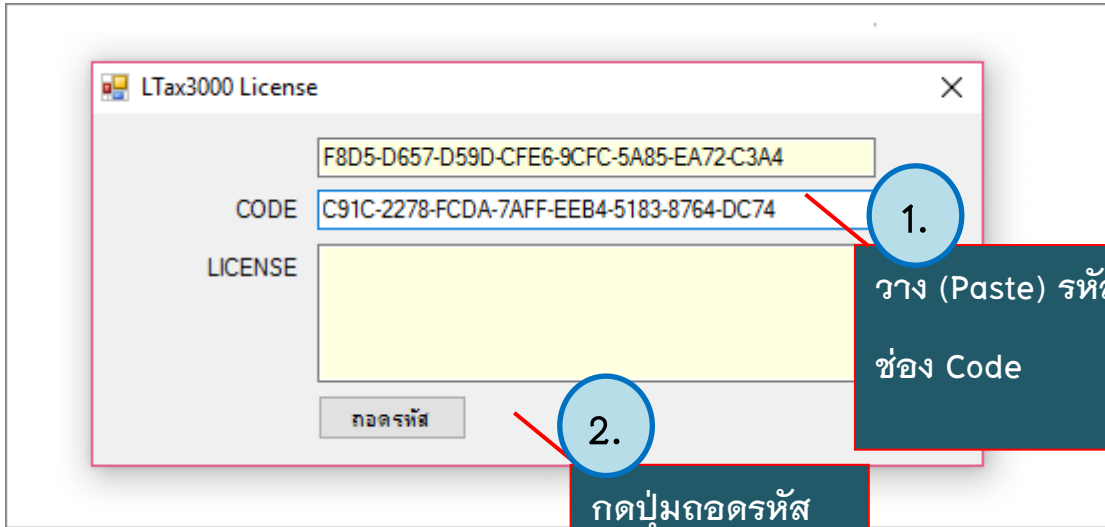 LTax3000 License
F8D5-D657-D59D-CFE6-9CFC-5A85-EA72-C3A4
CODE C91C-2278-FCDA-7AFF-EEB4-5183-8764-DC74
1.
LICENSE
วาง (Paste)
ช่อง Code
ถอดรหัส
2.
กดปุ่มถอดรหัส